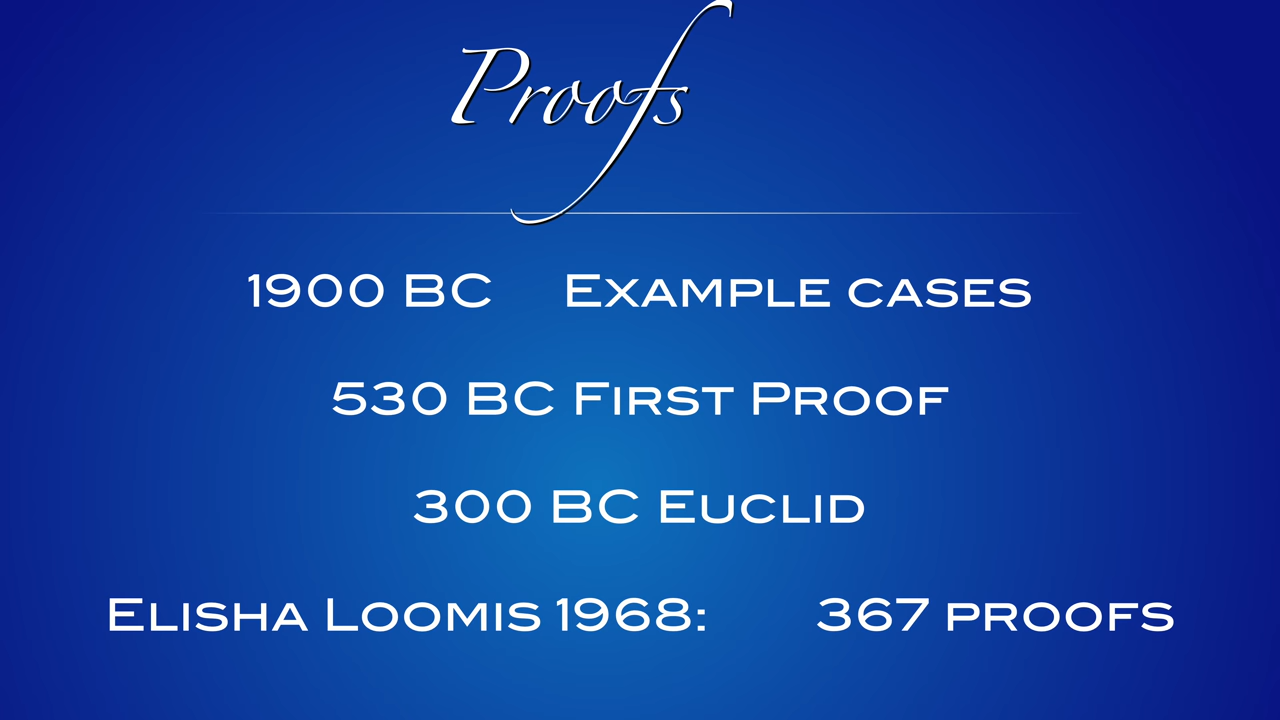 Proofs
1900 BC Example cases
530 BC First Proof
300 BC Euclid
Elisha Loomis 1968: 367 proofs